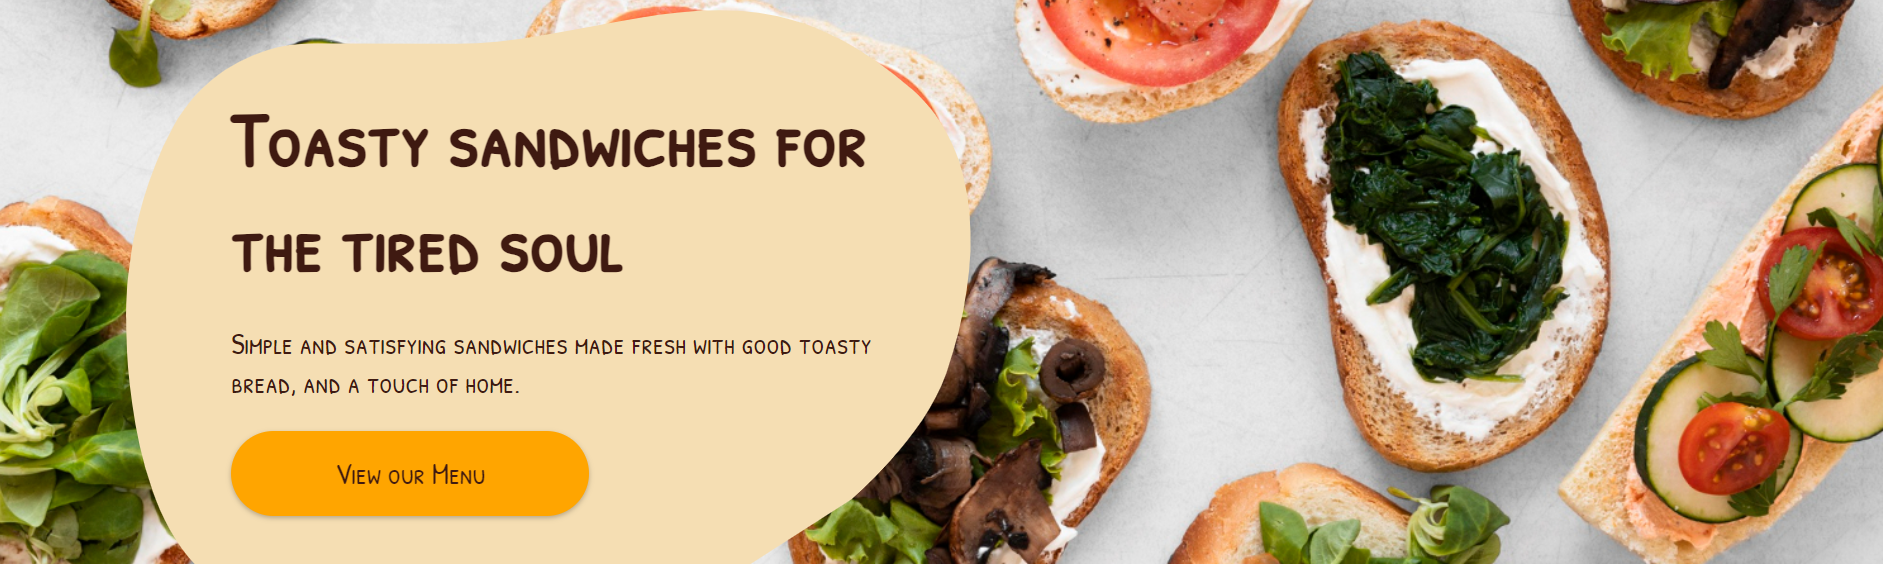 Toasty sandwiches for
the tired soul
Simple and satisfying sandwiches made fresh with good toasty
bread, and a touch of home.
View our Menu